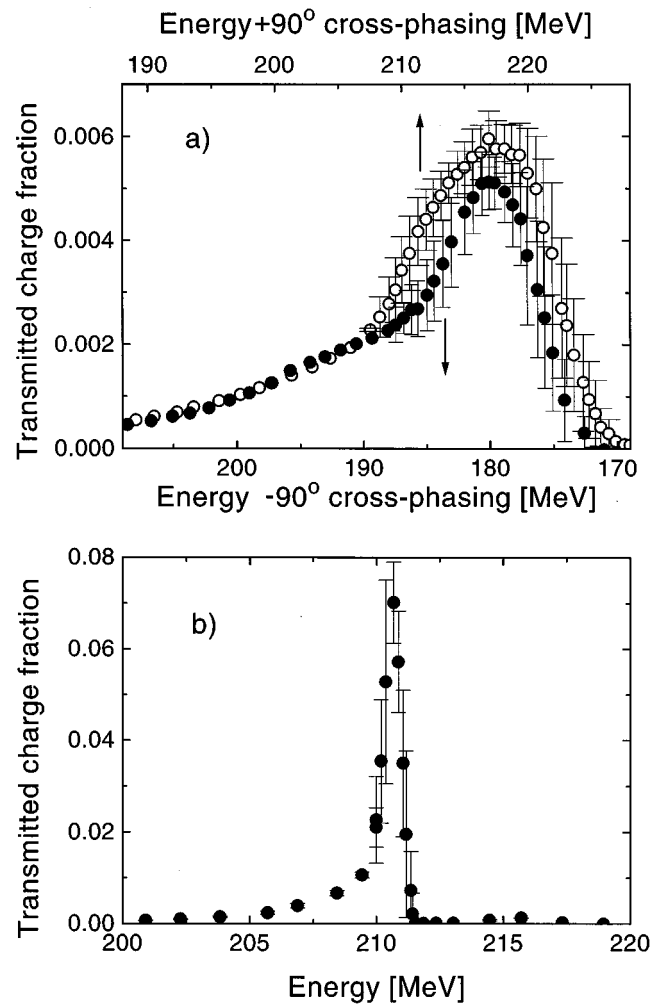 Energy+90° cross-phasing [MeV]
190 200 210 220
a)
Transmitted charge fraction
0.006
0.004
0.002
0.000
200 190 180 170
Energy -90° cross-phasing [MeV]
b)
Transmitted charge fraction
0.08
0.06
0.04
0.02
0.00
200 205 210 215 220
Energy [MeV]